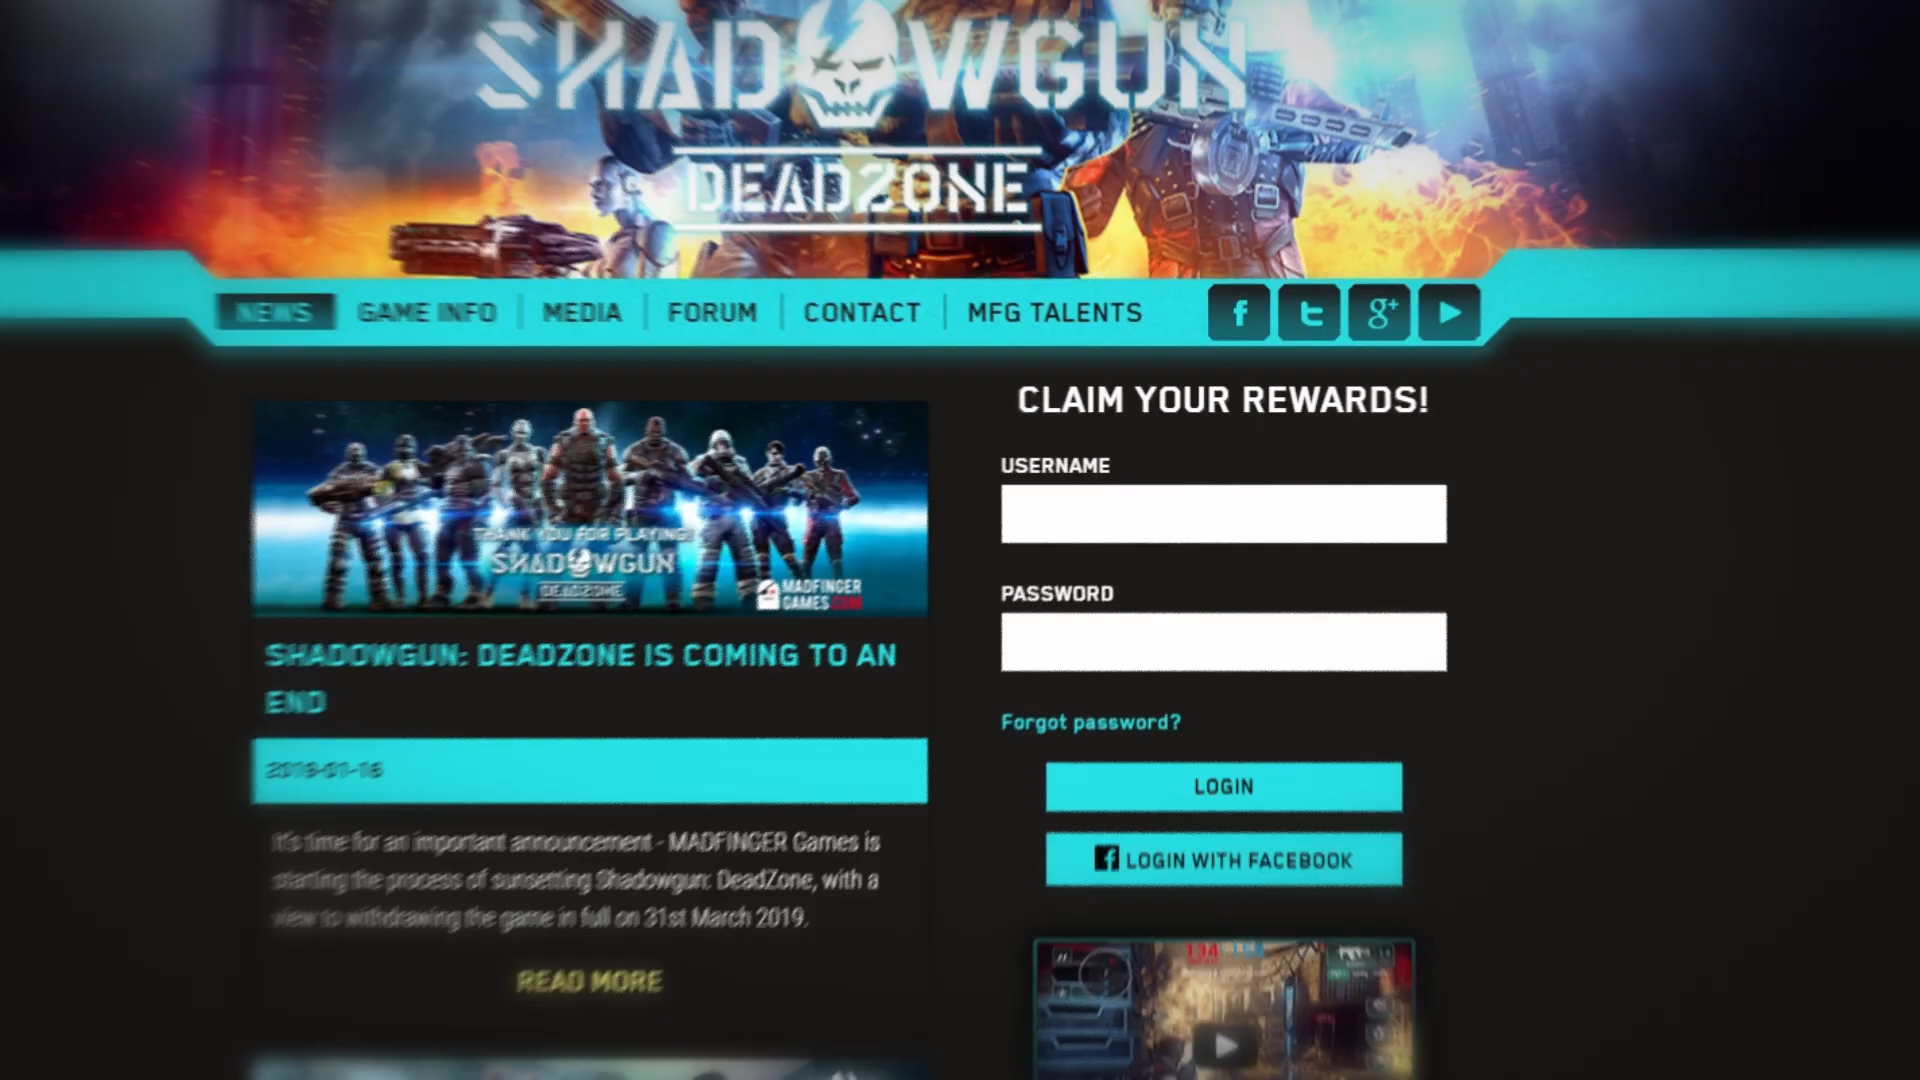 SHADOWGUN
DEADZONE
NEWS
GAME INFO
MEDIA
FORUM
CONTACT
MFG TALENTS
THANK YOU FOR PLAYING!
SHADOWGUN
DEADZONE
MADFINGER
GAMES.COM
SHADOWGUN: DEADZONE IS COMING TO AN
END
It's time for an important announcement - MADFINGER Games is
starting the process of sunsetting Shadowgun: DeadZone, with a
view to withdrawing the game in full on 31st March 2019.
READ MORE
CLAIM YOUR REWARDS!
USERNAME
PASSWORD
Forgot password?
LOGIN
LOGIN WITH FACEBOOK